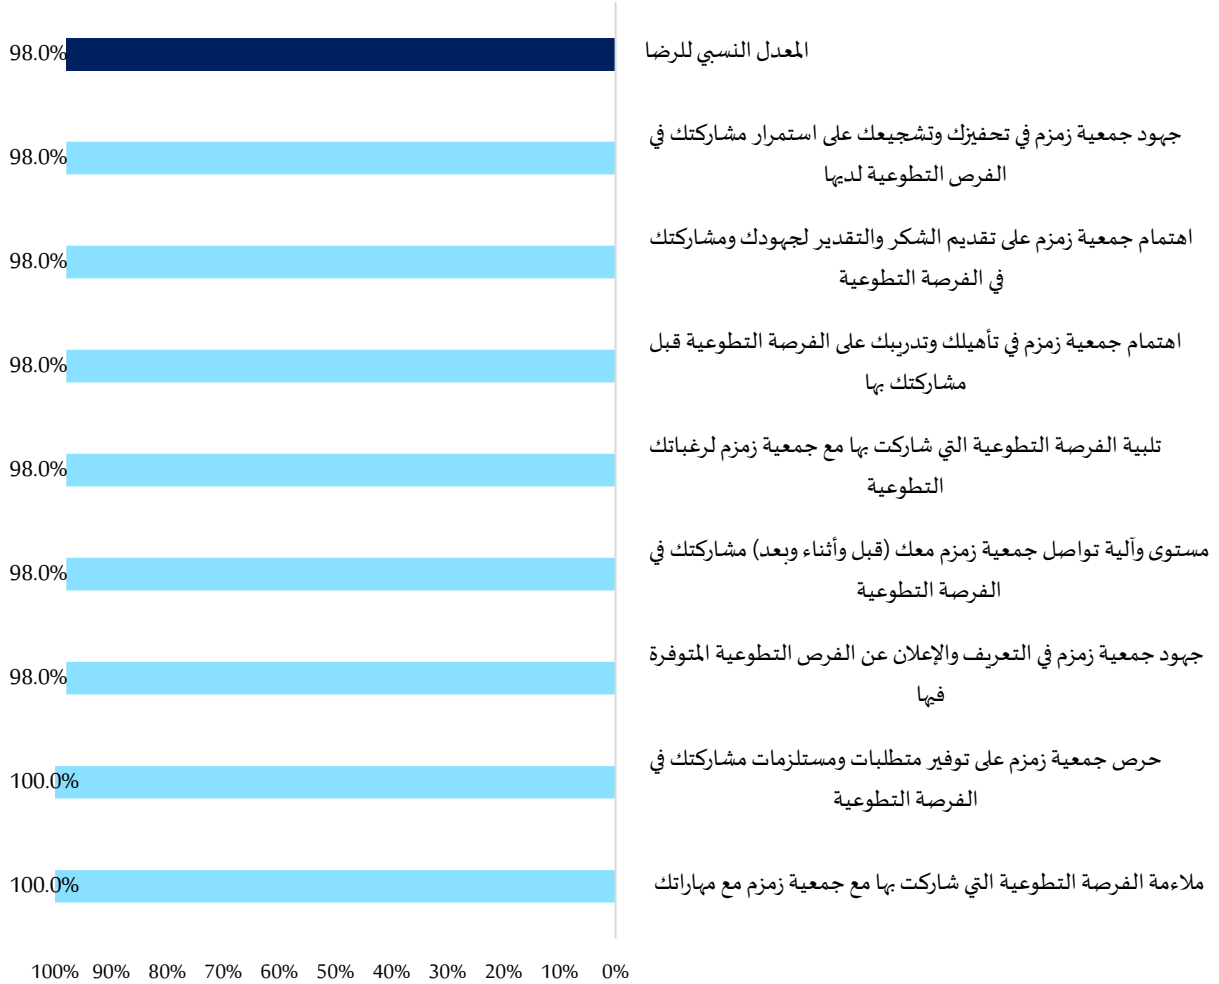 المعدل النسبي للرضا
98.0%
جهود جمعية زمزم في تحفيزك وتشجيعك على استمرار مشاركتك في
الفرص التطوعية لديها
98.0%
اهتمام جمعية زمزم على تقديم الشكر والتقدير لجهودك ومشاركتك
في الفرصة التطوعية
98.0%
اهتمام جمعية زمزم في تأهيلك وتدريبك على الفرصة التطوعية قبل
مشاركتك بها
98.0%
تلبية الفرصة التطوعية التي شاركت بها مع جمعية زمزم لرغباتك
التطوعية
98.0%
مستوى وآلية تواصل جمعية زمزم معك (قبل وأثناء وبعد) مشاركتك في
الفرصة التطوعية
98.0%
جهود جمعية زمزم في التعريف والإعلان عن الفرص التطوعية المتوفرة
فيها
98.0%
حرص جمعية زمزم على توفير متطلبات ومستلزمات مشاركتك في
الفرصة التطوعية
100.0%
ملاءمة الفرصة التطوعية التي شاركت بها مع جمعية زمزم مع مهاراتك
100.0%
100% 90% 80% 70% 60% 50% 40% 30% 20% 10% 0%